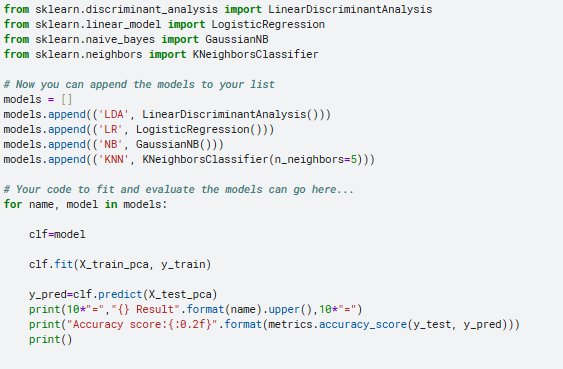 from sklearn.discriminant_analysis import LinearDiscriminantAnalysis
from sklearn.linear_model import LogisticRegression
from sklearn.naive_bayes import GaussianNB
from sklearn.neighbors import KNeighborsClassifier

# Now you can append the models to your list
models = []
models.append(('LDA', LinearDiscriminantAnalysis()))
models.append(('LR', LogisticRegression()))
models.append(('NB', GaussianNB()))
models.append(('KNN', KNeighborsClassifier(n_neighbors=5)))

# Your code to fit and evaluate the models can go here...
for name, model in models:

    clf=model

    clf.fit(X_train_pca, y_train)

    y_pred=clf.predict(X_test_pca)
    print(10*"=","{} Result".format(name).upper(),10*"=")
    print("Accuracy score:{:0.2f}".format(metrics.accuracy_score(y_test, y_pred)))
    print()